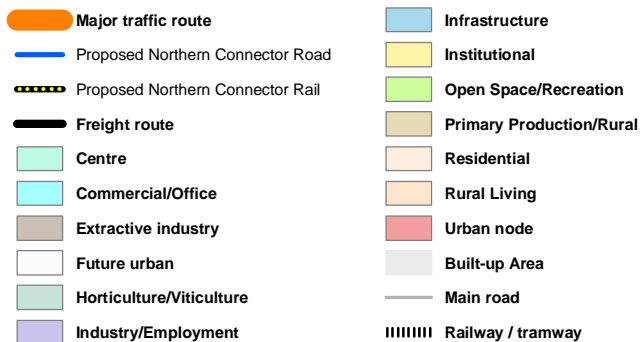 Major traffic route
Proposed Northern Connector Road
Proposed Northern Connector Rail
Freight route
Centre
Commercial/Office
Extractive industry
Future urban
Horticulture/Viticulture
Industry/Employment
Infrastructure
Institutional
Open Space/Recreation
Primary Production/Rural
Residential
Rural Living
Urban node
Built-up Area
Main road
Railway / tramway